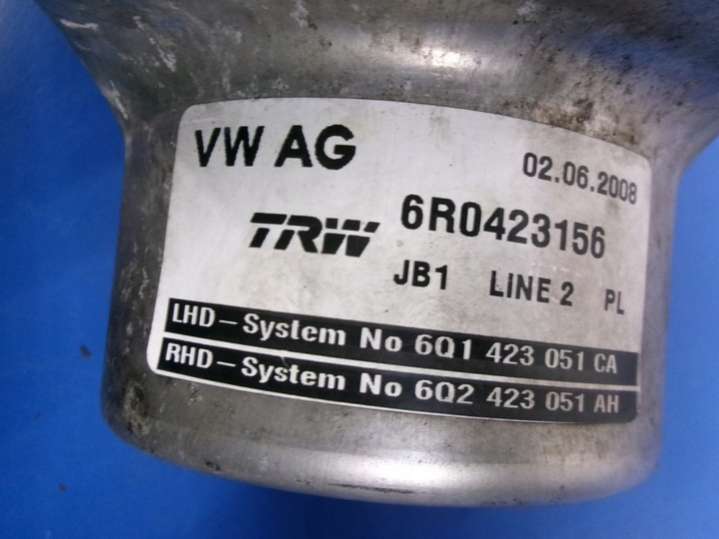 VW AG 02.06.2008
TRW 6R0423156
JB1 LINE 2 PL
LHD - System No 6Q1 423 051 CA
RHD - System No 6Q2 423 051 AH